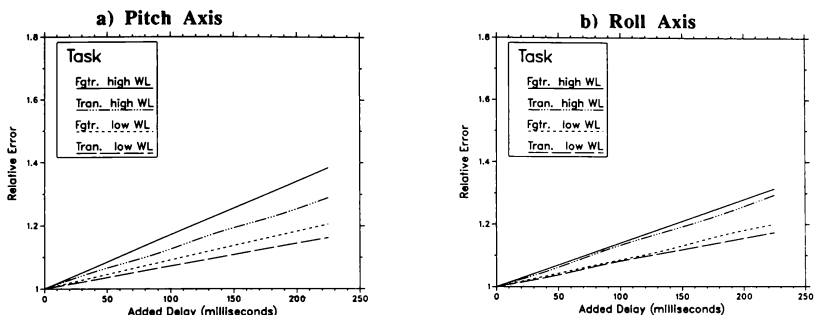 a) Pitch Axis
1.8
1.6
1.4
1.2
1
Relative Error
Task
Fgtr. high WL
Tran. high WL
Fgtr. low WL
Tran. low WL
0 50 100 150 200 250
Added Delay (milliseconds)
b) Roll Axis
1.8
1.6
1.4
1.2
1
Relative Error
Task
Fgtr. high WL
Tran. high WL
Fgtr. low WL
Tran. low WL
0 50 100 150 200 250
Added Delay (milliseconds)